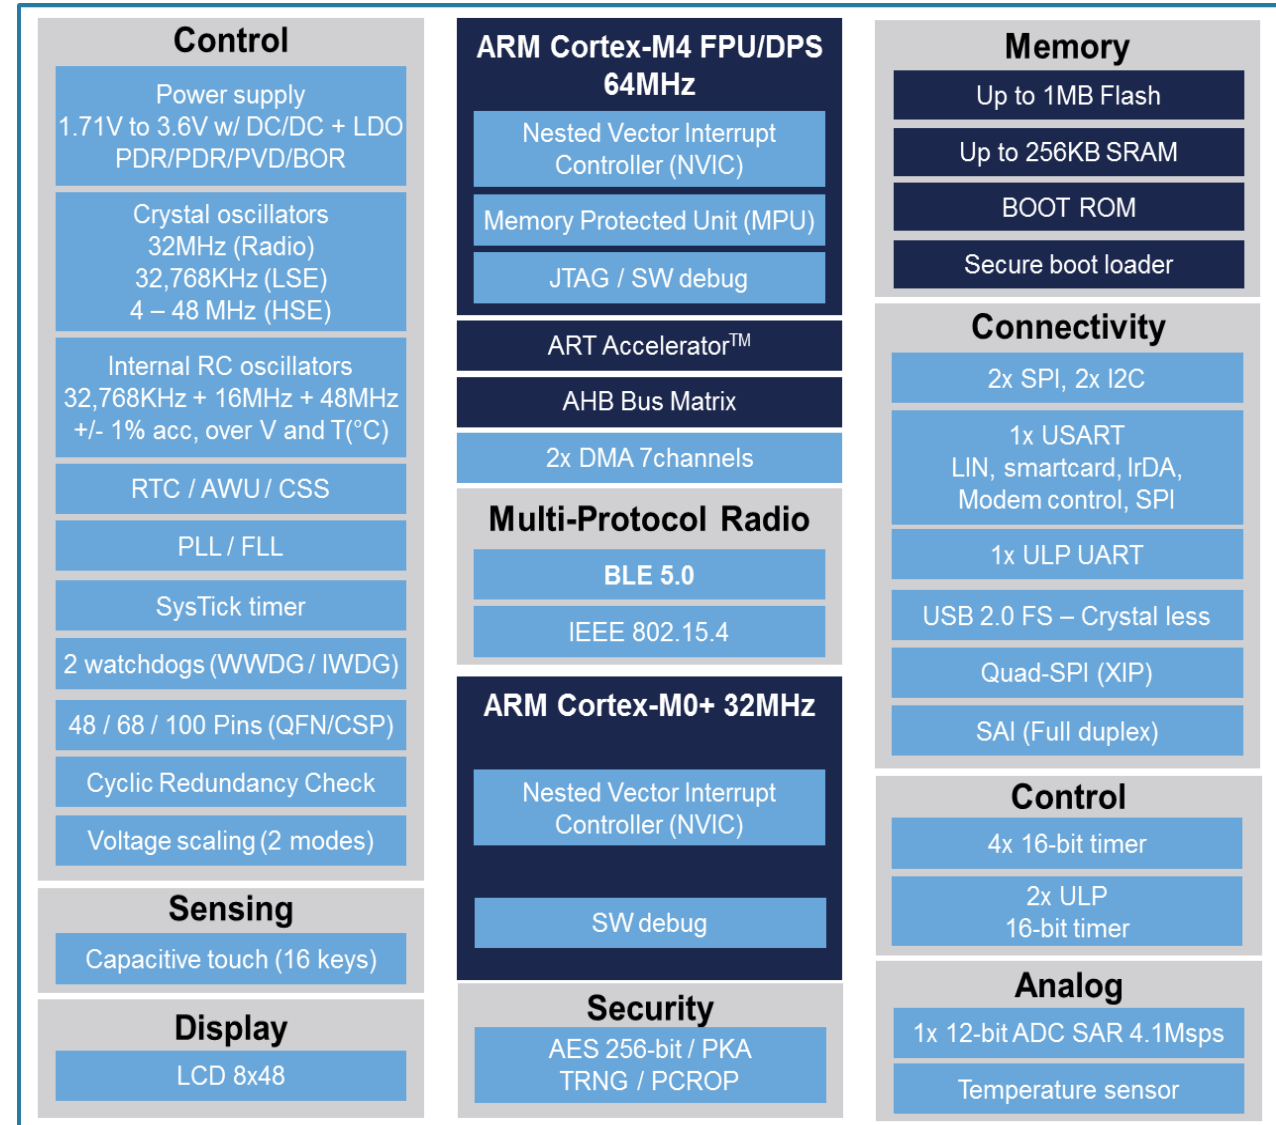 Control
Power supply
1.71V to 3.6V w/ DC/DC + LDO
PDR/PDR/PVD/BOR
Crystal oscillators
32MHz (Radio)
32,768KHz (LSE)
4 – 48 MHz (HSE)
Internal RC oscillators
32,768KHz + 16MHz + 48MHz
+/- 1% acc, over V and T(°C)
RTC / AWU / CSS
PLL / FLL
SysTick timer
2 watchdogs (WWDG / IWDG)
48 / 68 / 100 Pins (QFN/CSP)
Cyclic Redundancy Check
Voltage scaling (2 modes)
Sensing
Capacitive touch (16 keys)
Display
LCD 8x48
ARM Cortex-M4 FPU/DPS
64MHz
Nested Vector Interrupt
Controller (NVIC)
Memory Protected Unit (MPU)
JTAG / SW debug
ART Accelerator™
AHB Bus Matrix
2x DMA 7channels
Multi-Protocol Radio
BLE 5.0
IEEE 802.15.4
ARM Cortex-M0+ 32MHz
Nested Vector Interrupt
Controller (NVIC)
SW debug
Security
AES 256-bit / PKA
TRNG / PCROP
Memory
Up to 1MB Flash
Up to 256KB SRAM
BOOT ROM
Secure boot loader
Connectivity
2x SPI, 2x I2C
1x USART
LIN, smartcard, IrDA,
Modem control, SPI
1x ULP UART
USB 2.0 FS – Crystal less
Quad-SPI (XIP)
SAI (Full duplex)
Control
4x 16-bit timer
2x ULP
16-bit timer
Analog
1x 12-bit ADC SAR 4.1Msps
Temperature sensor